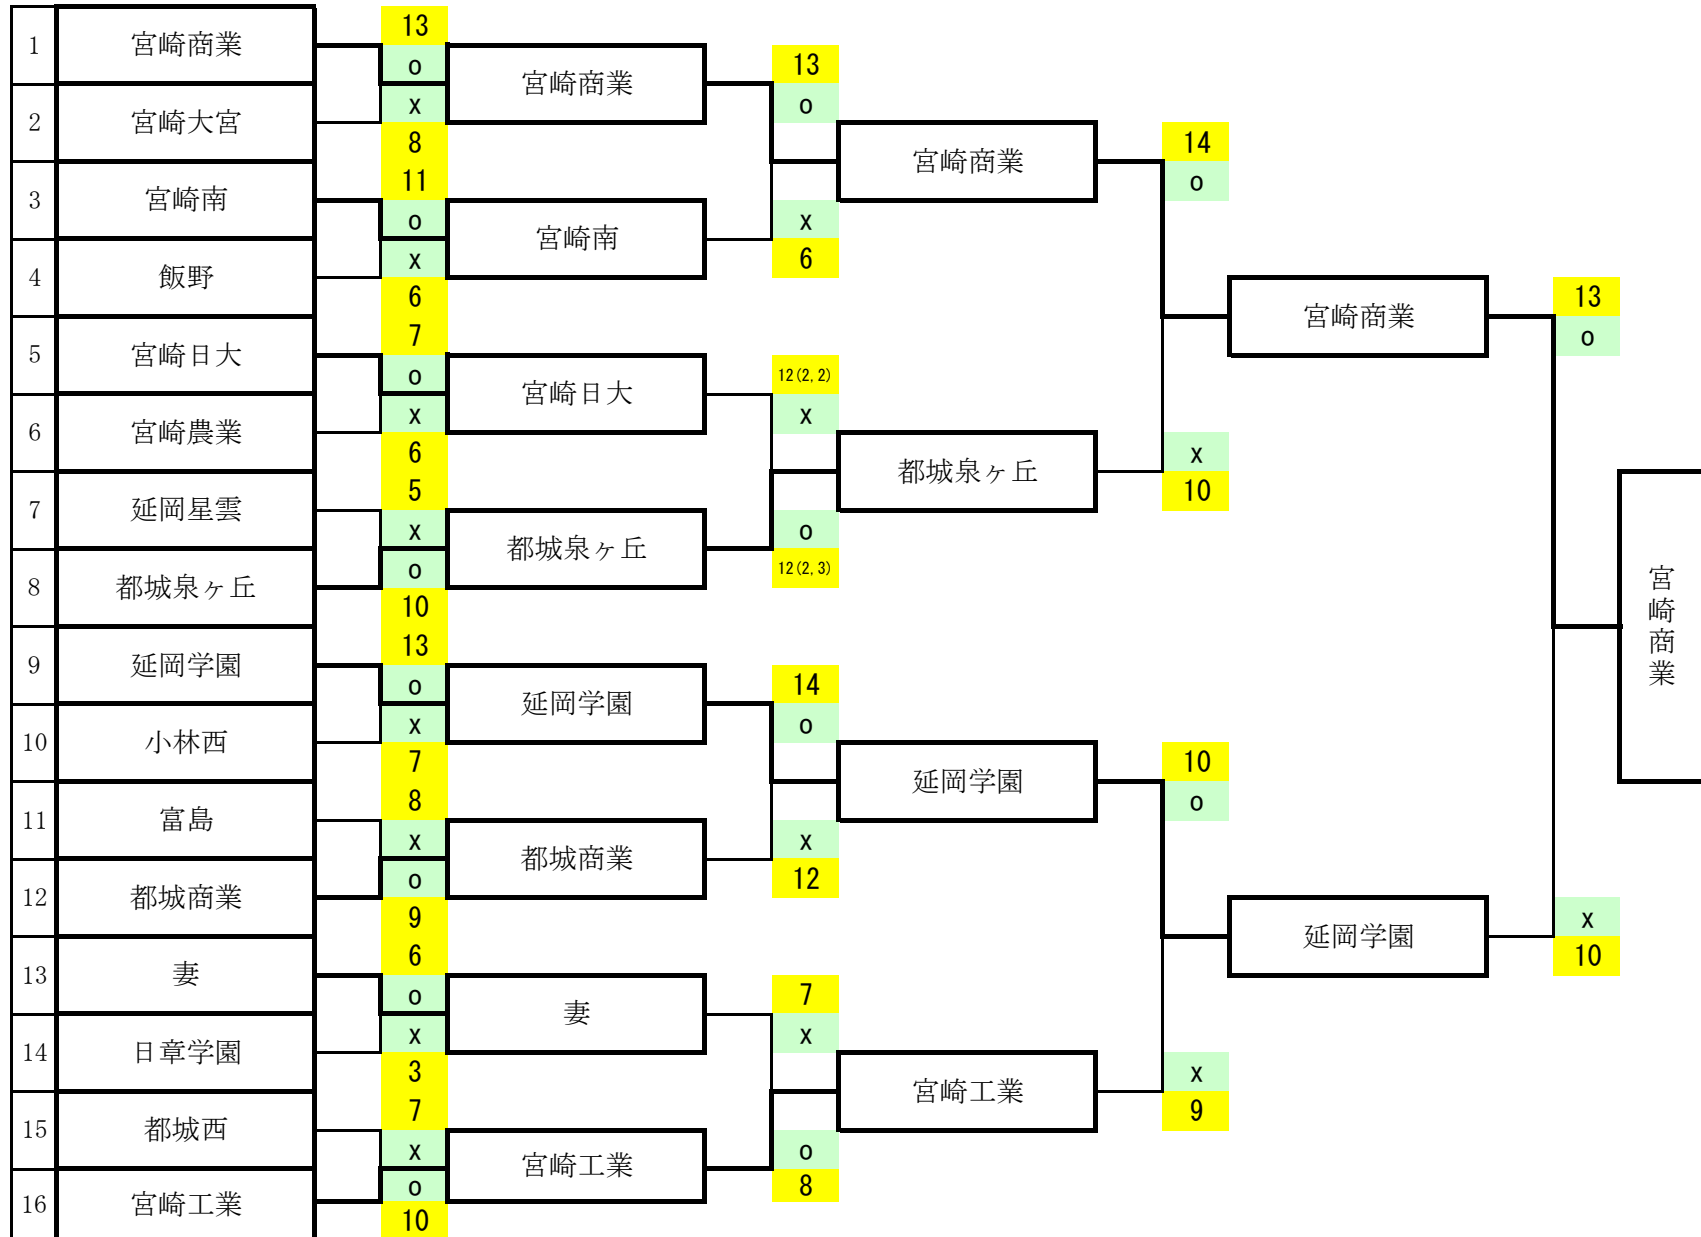 1 宮崎商業 13
o 宮崎商業 13
2 宮崎大宮 x o
8 宮崎商業 14
3 宮崎南 11 o
o 宮崎南 x
4 飯野 x 6
6 宮崎商業 13
5 宮崎日大 7 o
o 宮崎日大 12(2,2)
6 宮崎農業 x x
6 都城泉ヶ丘 x
7 延岡星雲 5 10
x 都城泉ヶ丘 o
8 都城泉ヶ丘 o 12(2,3)
10
宮崎商業
9 延岡学園 13
o 延岡学園 14
10 小林西 x o
7 延岡学園 10
11 富島 8 o
x 都城商業 x
12 都城商業 o 12
9 延岡学園 x
13 妻 6 10
o 妻 7
14 日章学園 x x
3 宮崎工業 x
15 都城西 7 9
x 宮崎工業 o
16 宮崎工業 o 8
10